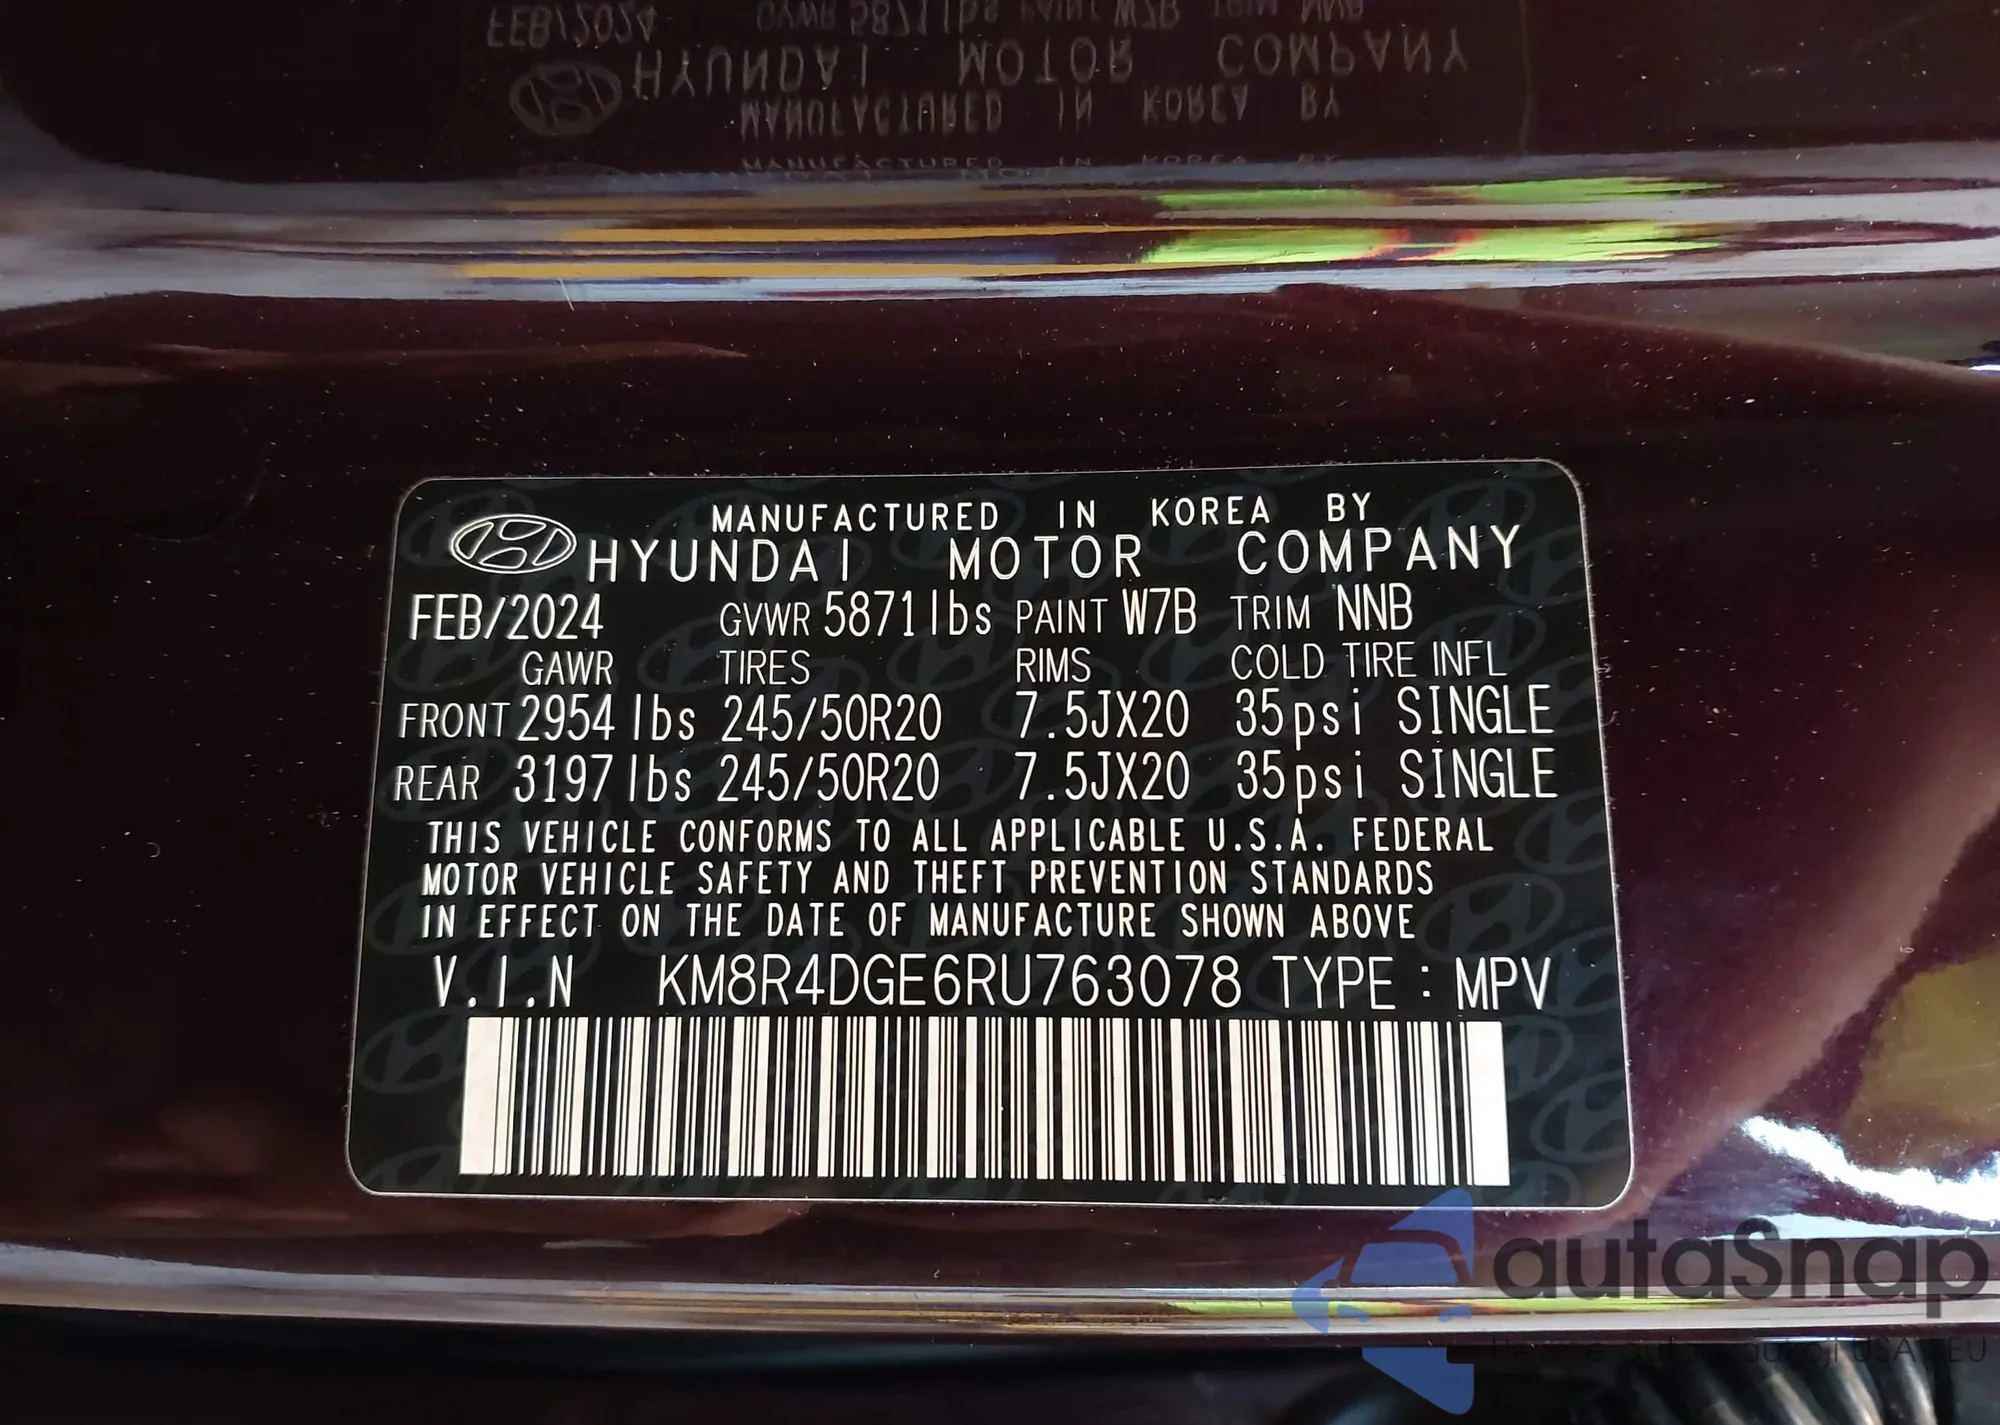 MANUFACTURED IN KOREA BY
HYUNDAI MOTOR COMPANY
FEB/2024 GVWR 5871lbs PAINT W7B TRIM NNB
GAWR TIRES RIMS COLD TIRE INFL
FRONT 2954 lbs 245/50R20 7.5JX20 35psi SINGLE
REAR 3197 lbs 245/50R20 7.5JX20 35psi SINGLE
THIS VEHICLE CONFORMS TO ALL APPLICABLE U.S.A. FEDERAL
MOTOR VEHICLE SAFETY AND THEFT PREVENTION STANDARDS
IN EFFECT ON THE DATE OF MANUFACTURE SHOWN ABOVE
V.I.N KM8R4DGE6RU763078 TYPE : MPV
autaSnap
USA EU